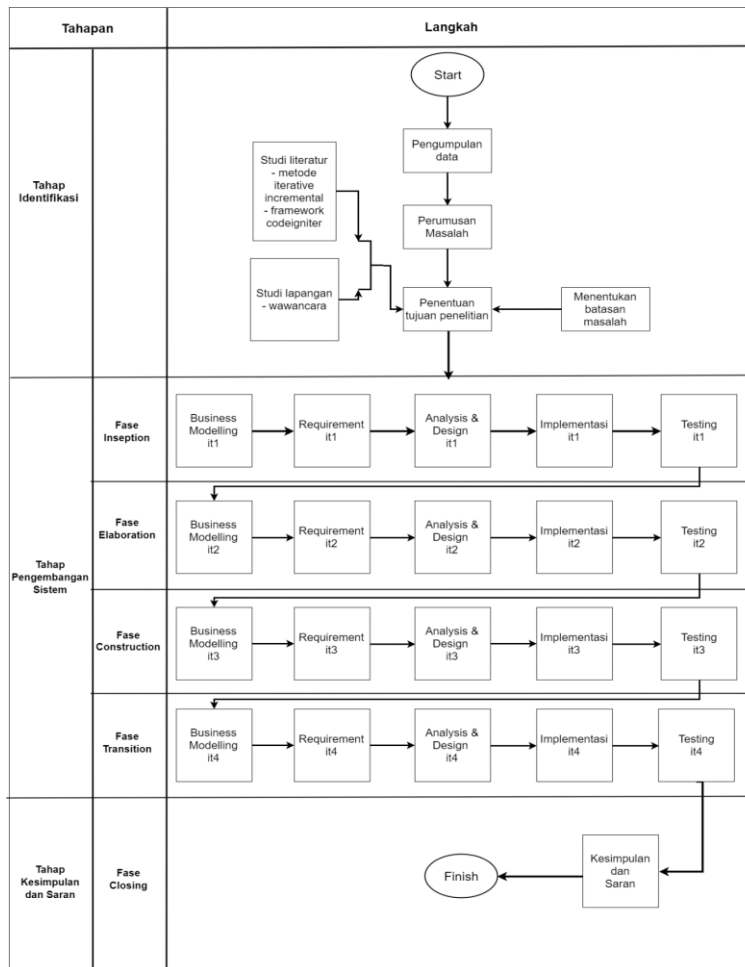 Tahapan
Langkah
Tahap
Identifikasi
Start
Pengumpulan
data
Studi literatur
- metode
iterative
incremental
- framework
codeigniter
Perumusan
Masalah
Studi lapangan
- wawancara
Penentuan
tujuan penelitian
Menentukan
batasan
masalah
Tahap
Pengembangan
Sistem
Fase
Inseption
Business
Modelling
it1
Requirement
it1
Analysis &
Design
it1
Implementasi
it1
Testing
it1
Fase
Elaboration
Business
Modelling
it2
Requirement
it2
Analysis &
Design
it2
Implementasi
it2
Testing
it2
Fase
Construction
Business
Modelling
it3
Requirement
it3
Analysis &
Design
it3
Implementasi
it3
Testing
it3
Fase
Transition
Business
Modelling
it4
Requirement
it4
Analysis &
Design
it4
Implementasi
it4
Testing
it4
Tahap
Kesimpulan
dan Saran
Fase
Closing
Finish
Kesimpulan
dan
Saran